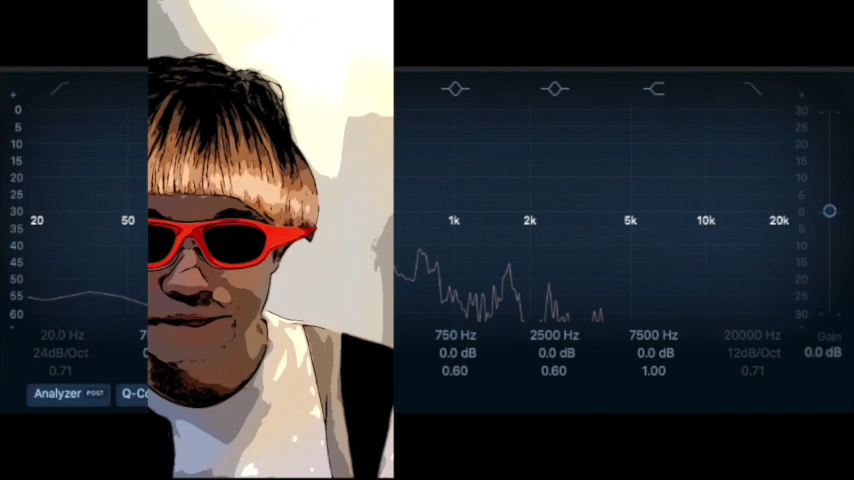 + 30
0 25
5 20
10 15
15 10
20 5
25 0
30 20 50 1k 2k 5k 10k 20k
35 5
40 10
45 15
50 20
55 25
60 30
- -
20.0 Hz 750 Hz 2500 Hz 7500 Hz 20000 Hz Gain
24dB/Oct 0.0 dB 0.0 dB 0.0 dB 12dB/Oct 0.0 dB
0.71 0.60 0.60 1.00 0.71
Analyzer POST